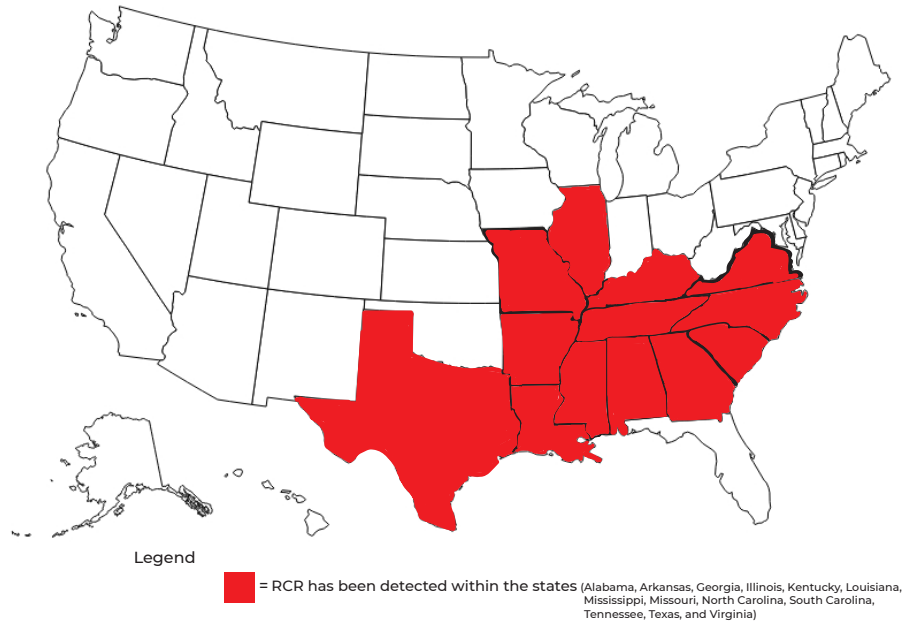 Legend
= RCR has been detected within the states (Alabama, Arkansas, Georgia, Illinois, Kentucky, Louisiana,
Mississippi, Missouri, North Carolina, South Carolina,
Tennessee, Texas, and Virginia)